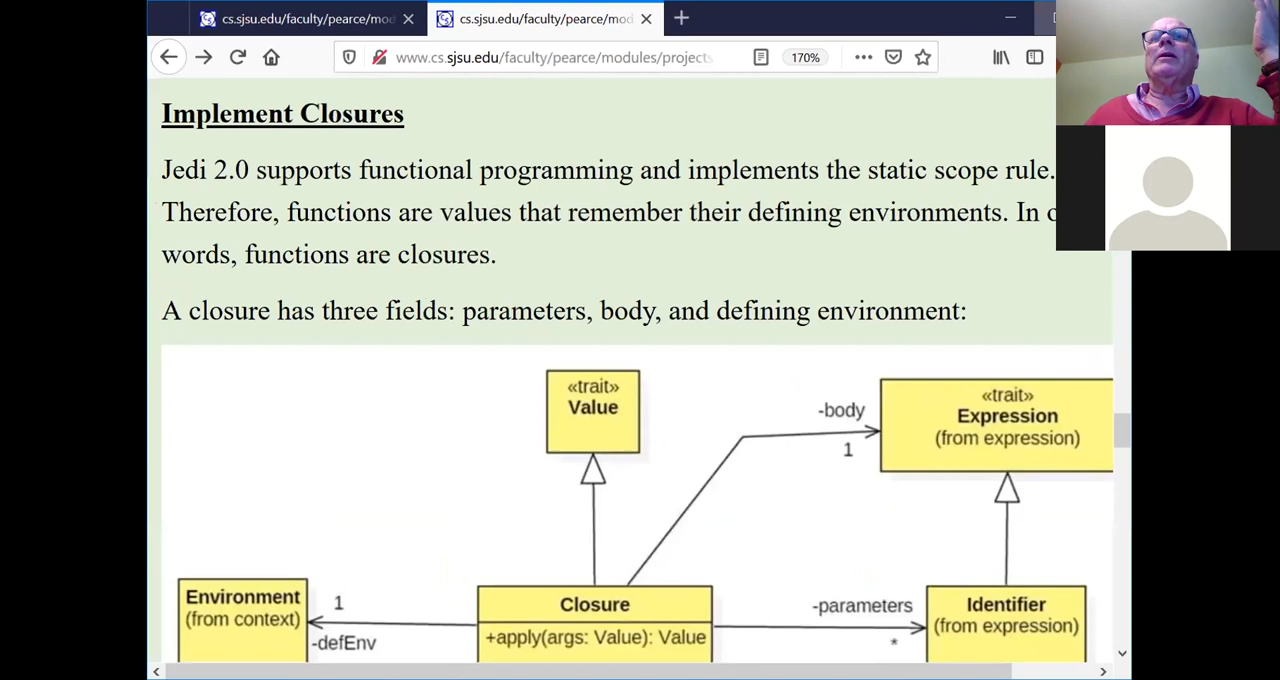 cs.sjsu.edu/faculty/pearce/mod
cs.sjsu.edu/faculty/pearce/mod
www.cs.sjsu.edu/faculty/pearce/modules/projects
170%
Implement Closures
Jedi 2.0 supports functional programming and implements the static scope rule.
Therefore, functions are values that remember their defining environments. In
words, functions are closures.
A closure has three fields: parameters, body, and defining environment:
«trait»
Value
-body
1
«trait»
Expression
(from expression)
Environment
(from context)
1
-defEnv
Closure
+apply(args: Value): Value
-parameters
*
Identifier
(from expression)